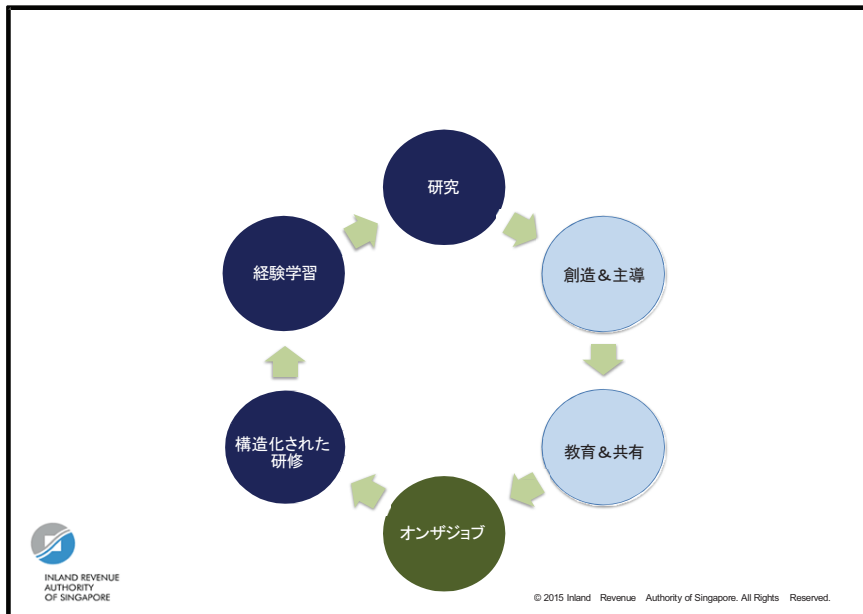 研究
経験学習
創造＆主導
構造化された
研修
教育＆共有
オンザジョブ
INLAND REVENUE
AUTHORITY
OF SINGAPORE
© 2015 Inland Revenue Authority of Singapore. All Rights Reserved.